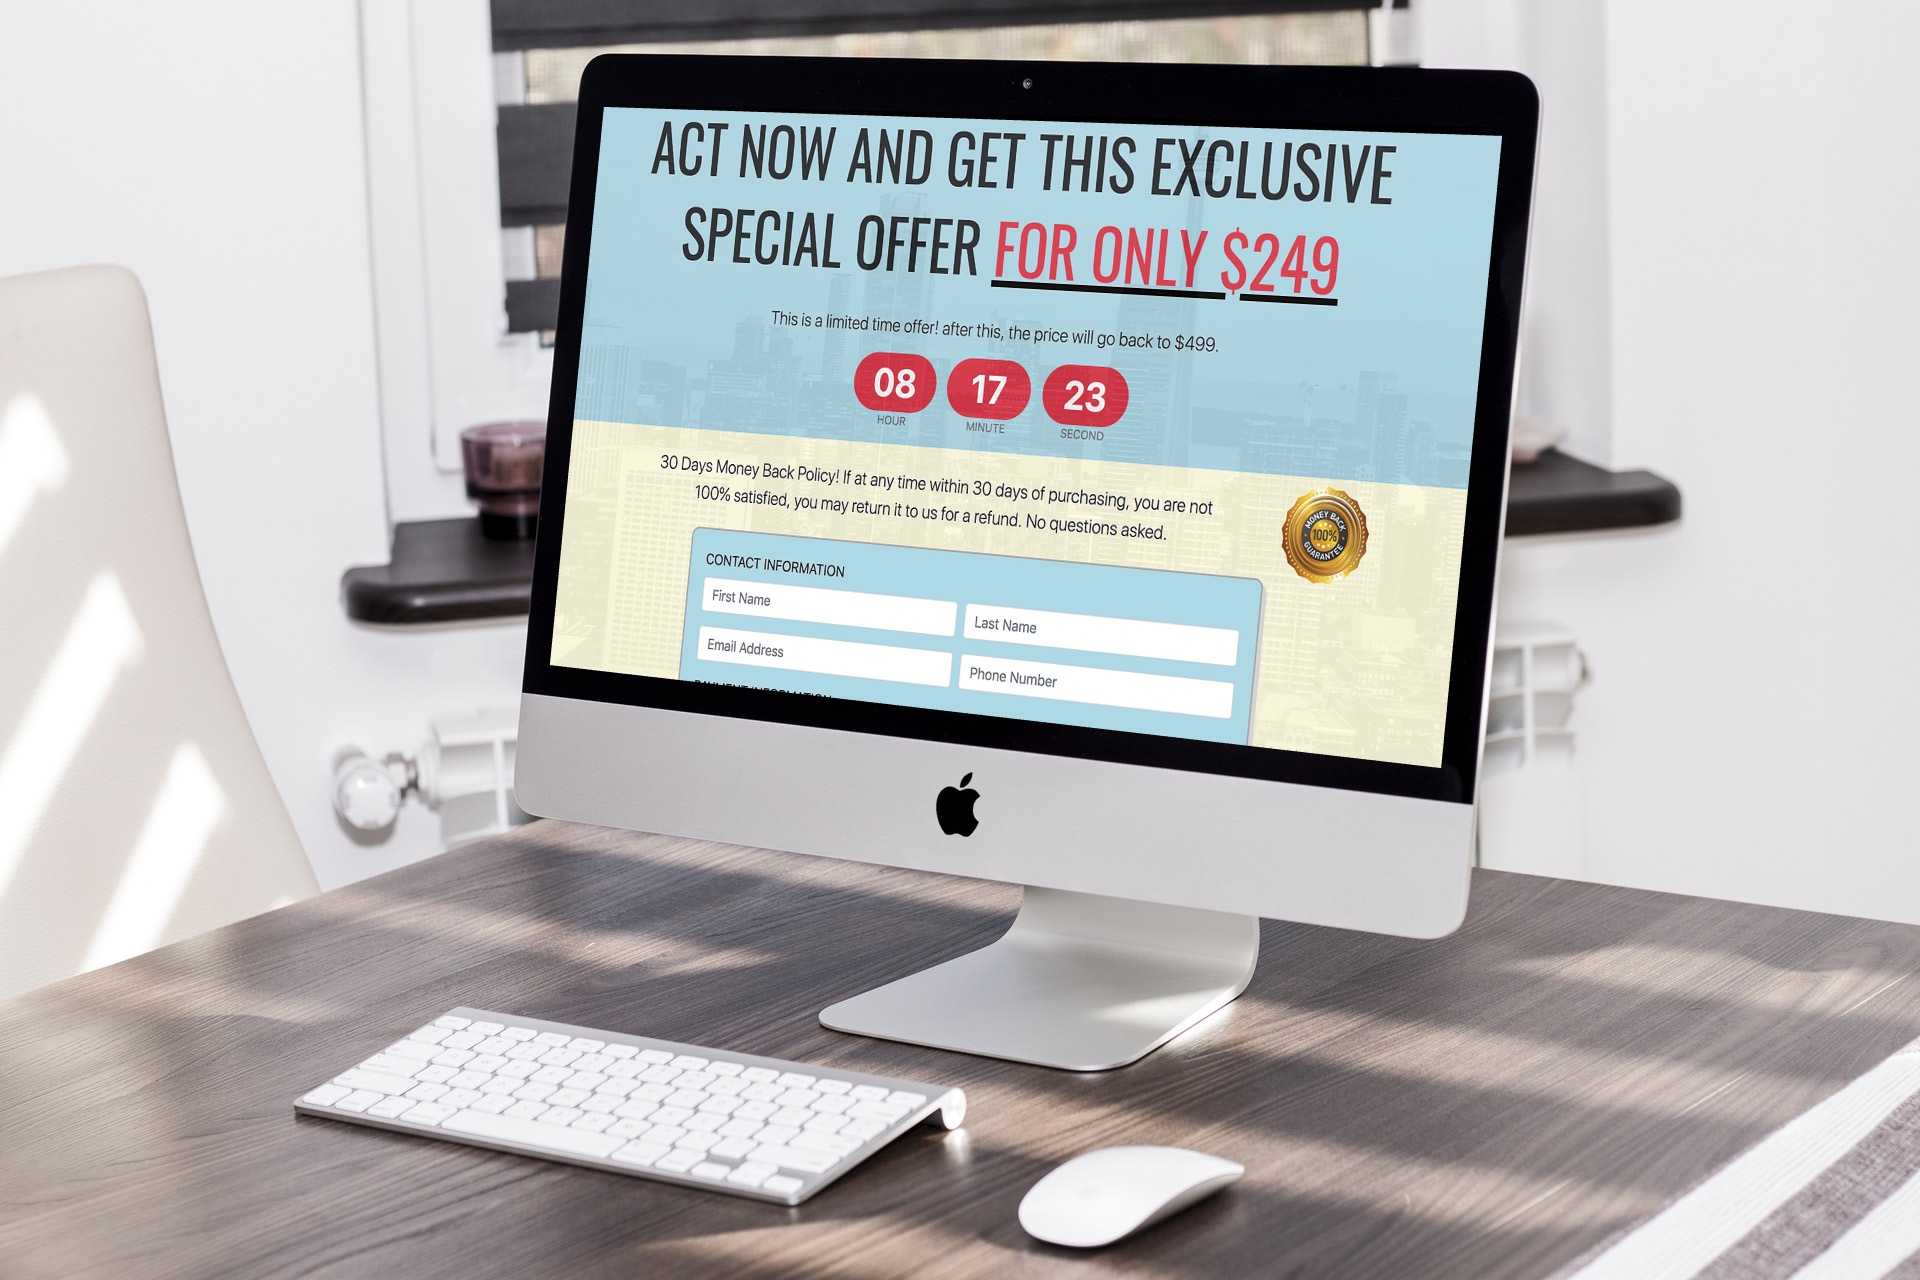 ACT NOW AND GET THIS EXCLUSIVE
SPECIAL OFFER FOR ONLY $249
This is a limited time offer! after this, the price will go back to $499.
08 17 23
HOUR MINUTE SECOND
30 Days Money Back Policy! If at any time within 30 days of purchasing, you are not
100% satisfied, you may return it to us for a refund. No questions asked.
MONEY BACK
100%
GUARANTEE
CONTACT INFORMATION
First Name Last Name
Email Address Phone Number
PAYMENT INFORMATION